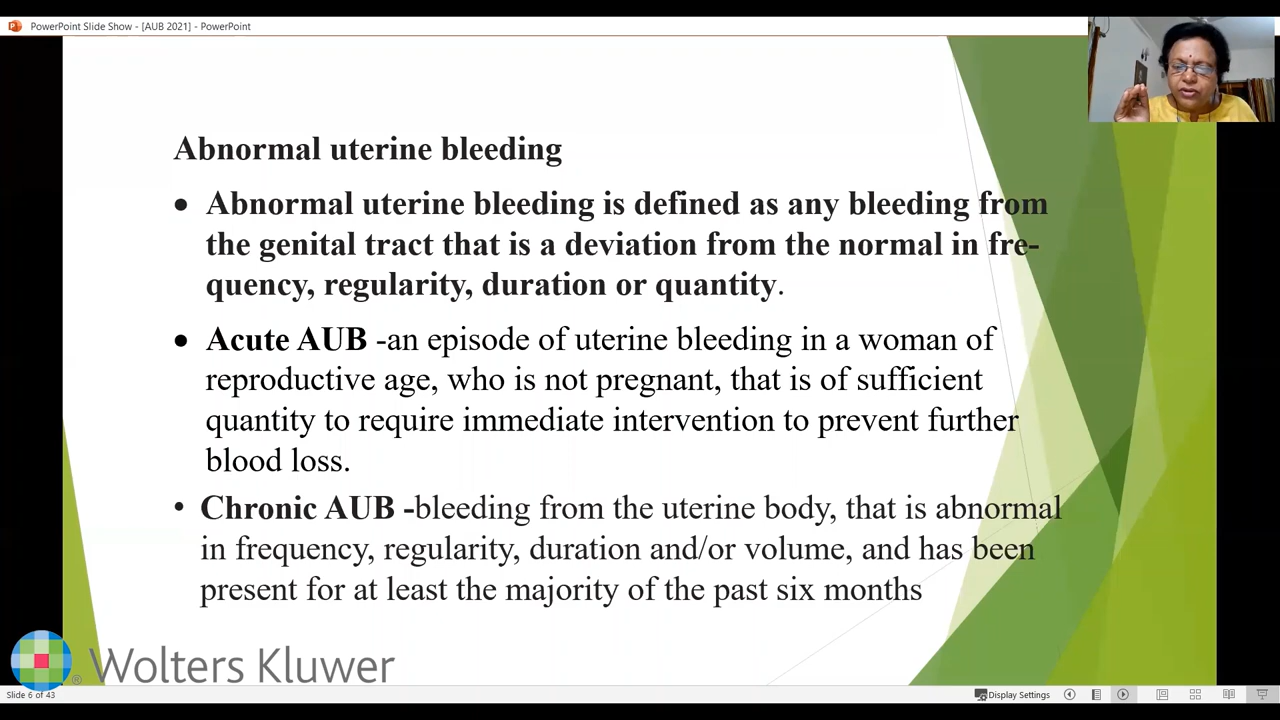 PowerPoint Slide Show - [AUB 2021] - PowerPoint
Abnormal uterine bleeding
• Abnormal uterine bleeding is defined as any bleeding from
the genital tract that is a deviation from the normal in fre-
quency, regularity, duration or quantity.
• Acute AUB -an episode of uterine bleeding in a woman of
reproductive age, who is not pregnant, that is of sufficient
quantity to require immediate intervention to prevent further
blood loss.
• Chronic AUB -bleeding from the uterine body, that is abnormal
in frequency, regularity, duration and/or volume, and has been
present for at least the majority of the past six months
® Wolters Kluwer
Slide 6 of 43
Display Settings